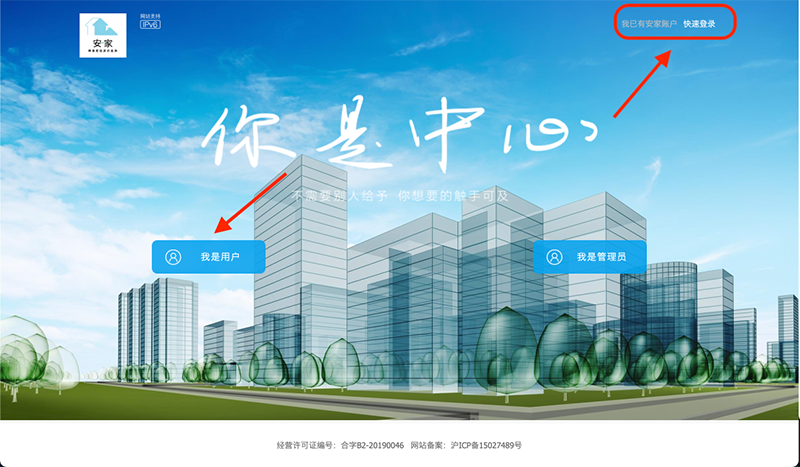 安·家
网站支持
IPv6
我已有安家账户 快速登录
你是中心
不需要别人给予 你想要的触手可及
我是用户
我是管理员
经营许可证编号：合字B2-20190046 网站备案：沪ICP备15027489号